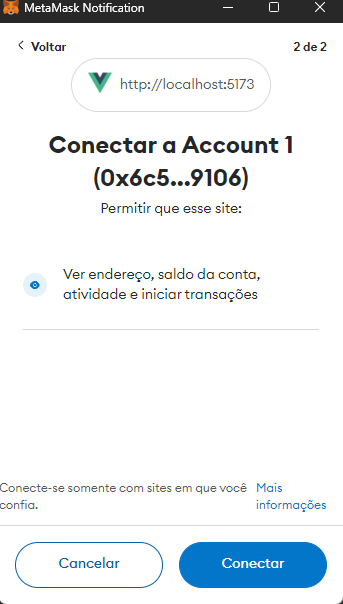 MetaMask Notification
Voltar
2 de 2
http://localhost:5173
Conectar a Account 1
(0x6c5...9106)
Permitir que esse site:
Ver endereço, saldo da conta,
atividade e iniciar transações
Conecte-se somente com sites em que você
confia.
Mais
informações
Cancelar
Conectar